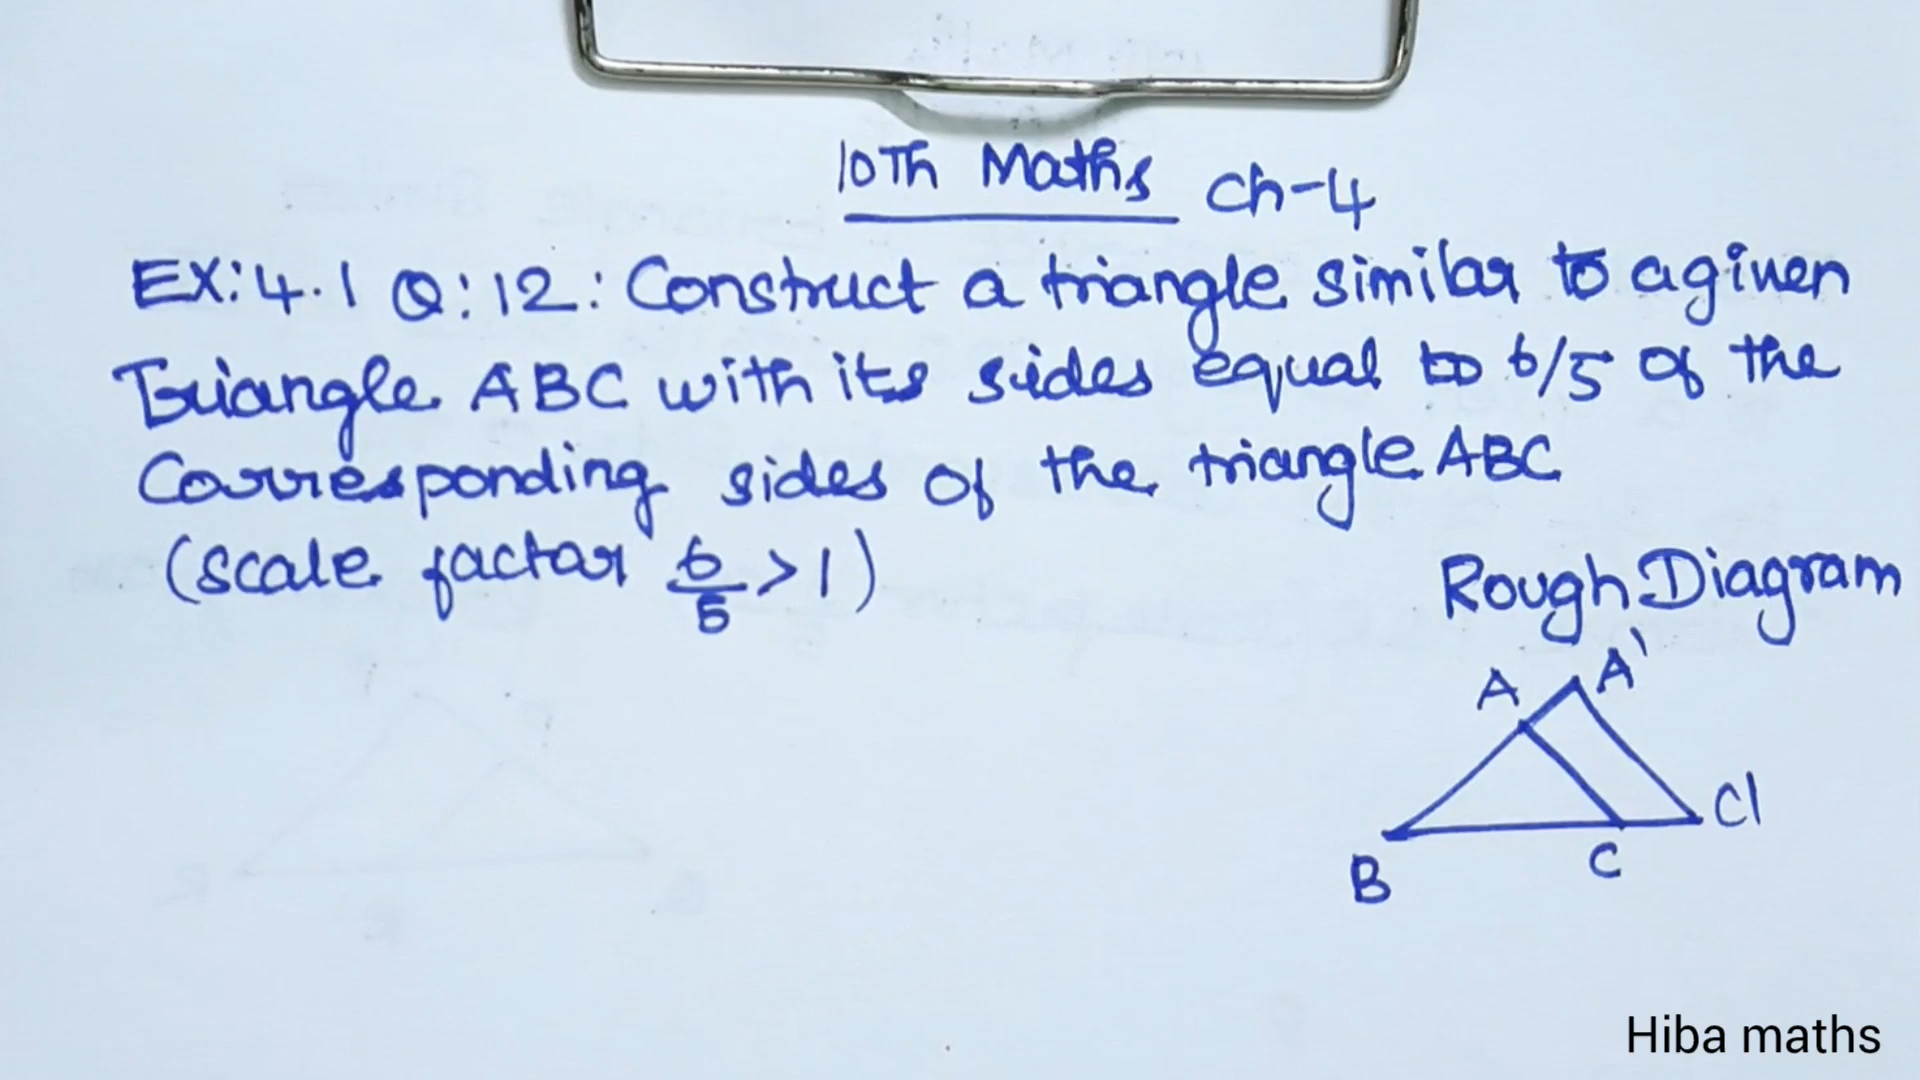 10Th Maths Ch-4
EX: 4.1 Q: 12: Construct a triangle similar to a given
Triangle ABC with its sides equal to 6/5 of the
Corresponding sides of the triangle ABC
(scale factor 6/5 > 1)
Rough Diagram
A A'
B C C'
Hiba maths